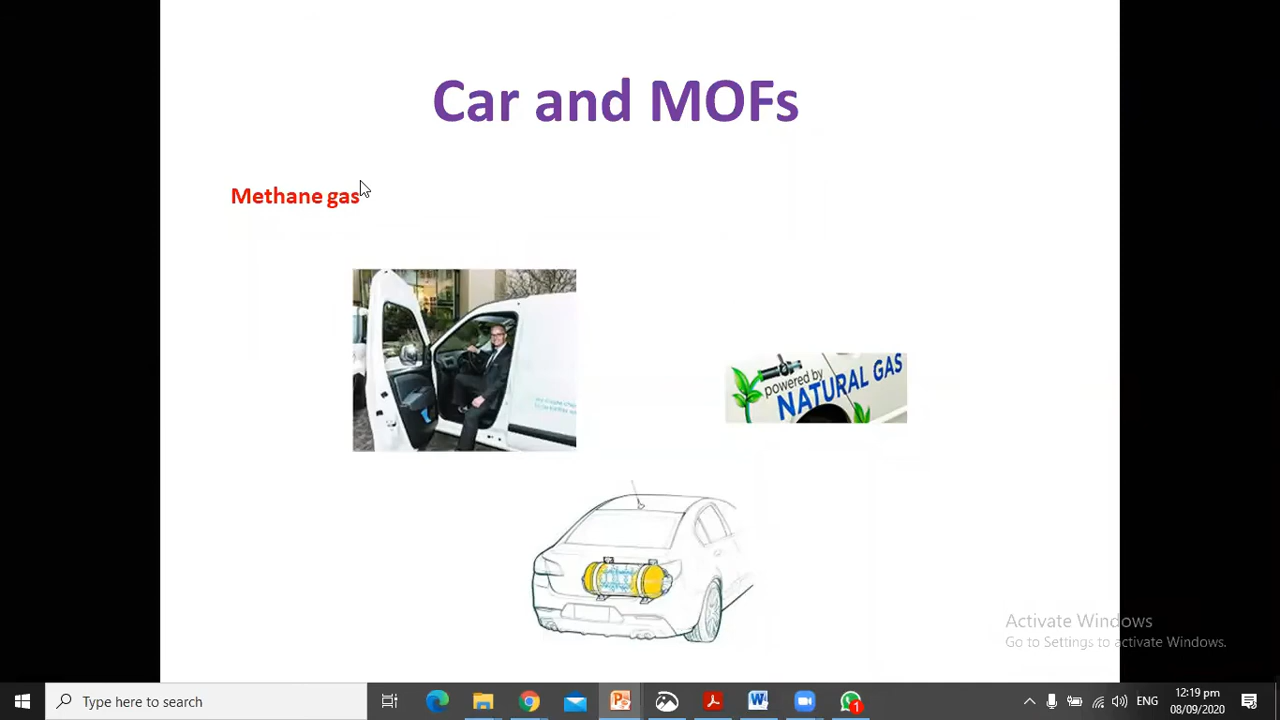 Car and MOFs
Methane gas
powered by
NATURAL GAS
Activate Windows
Go to Settings to activate Windows.
Type here to search
1
ENG
12:19 pm
08/09/2020